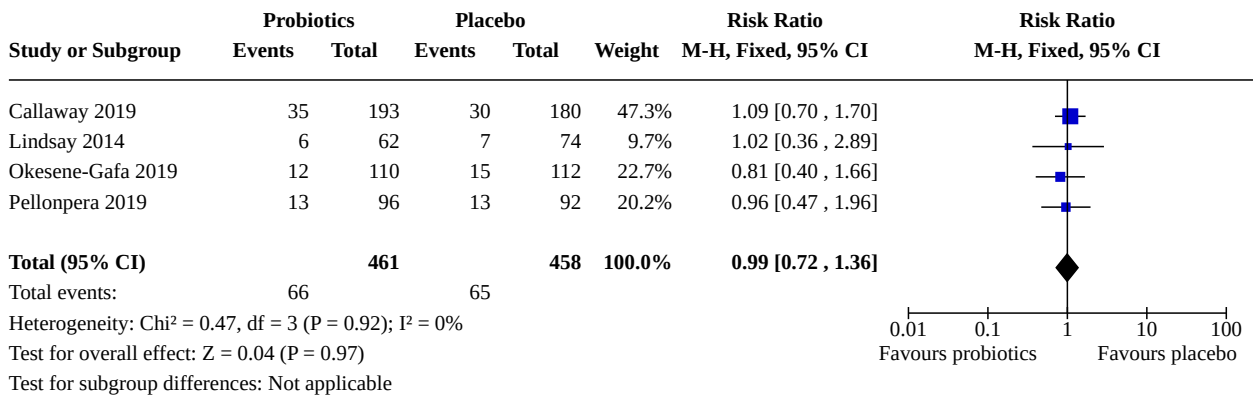 Probiotics Placebo Risk Ratio Risk Ratio
Study or Subgroup Events Total Events Total Weight M-H, Fixed, 95% CI M-H, Fixed, 95% CI
Callaway 2019 35 193 30 180 47.3% 1.09 [0.70 , 1.70]
Lindsay 2014 6 62 7 74 9.7% 1.02 [0.36 , 2.89]
Okesene-Gafa 2019 12 110 15 112 22.7% 0.81 [0.40 , 1.66]
Pellonpera 2019 13 96 13 92 20.2% 0.96 [0.47 , 1.96]
Total (95% CI) 461 458 100.0% 0.99 [0.72 , 1.36]
Total events: 66 65
Heterogeneity: Chi² = 0.47, df = 3 (P = 0.92); I² = 0%
0.01 0.1 1 10 100
Test for overall effect: Z = 0.04 (P = 0.97) Favours probiotics Favours placebo
Test for subgroup differences: Not applicable